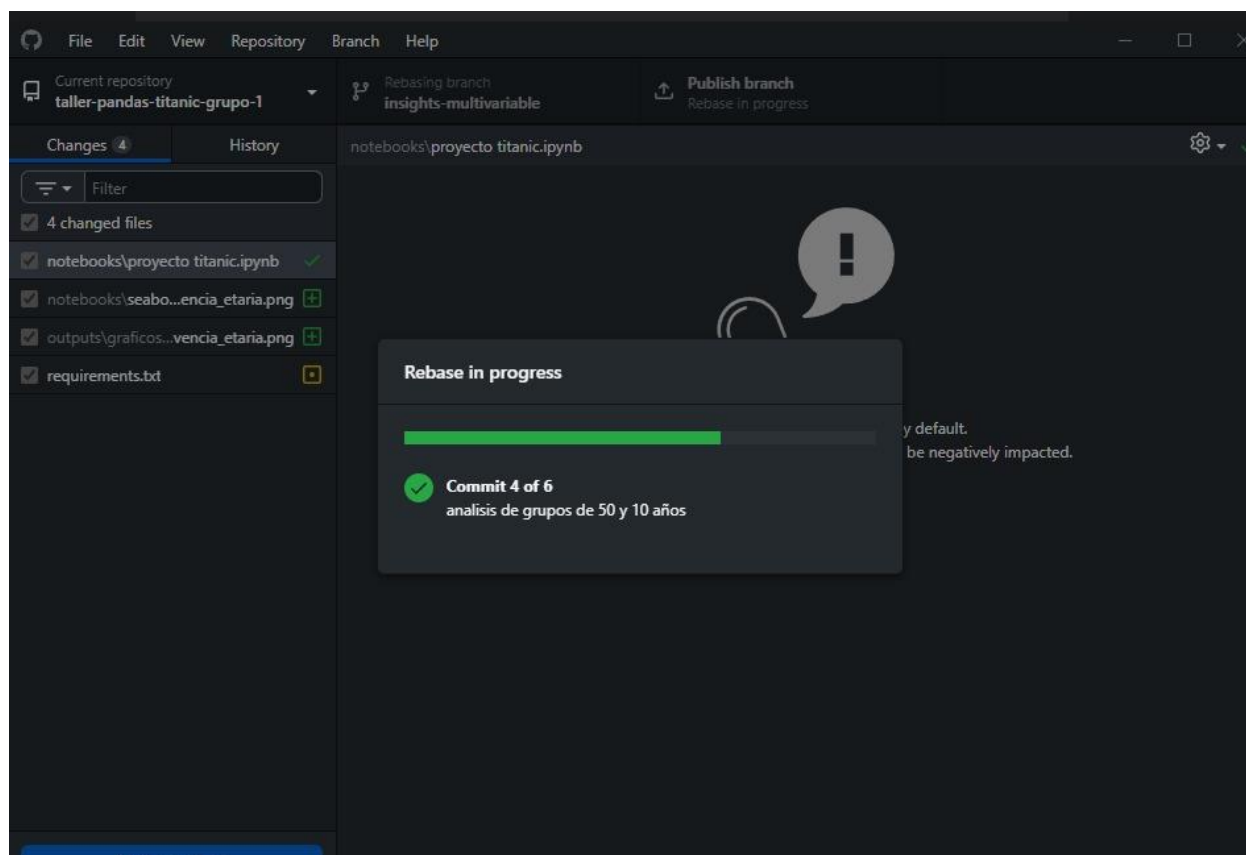 File Edit View Repository Branch Help
Current repository
taller-pandas-titanic-grupo-1
Rebasing branch
insights-multivariable
Publish branch
Rebase in progress
Changes 4
History
notebooks\proyecto titanic.ipynb
Filter
4 changed files
notebooks\proyecto titanic.ipynb
notebooks\seabo...encia_etaria.png
outputs\graficos...vencia_etaria.png
requirements.txt
Rebase in progress
y default.
be negatively impacted.
Commit 4 of 6
analisis de grupos de 50 y 10 años